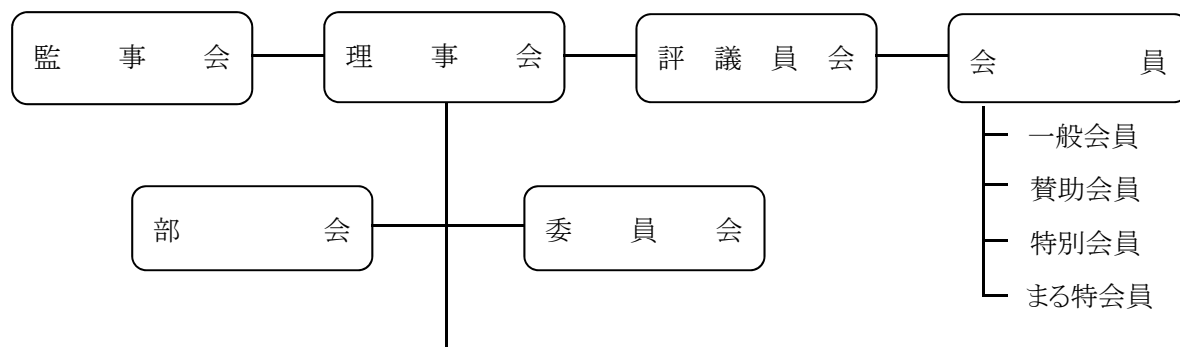 監事会 理事会 評議員会 会員
一般会員
賛助会員
部会 委員会
特別会員
まる特会員